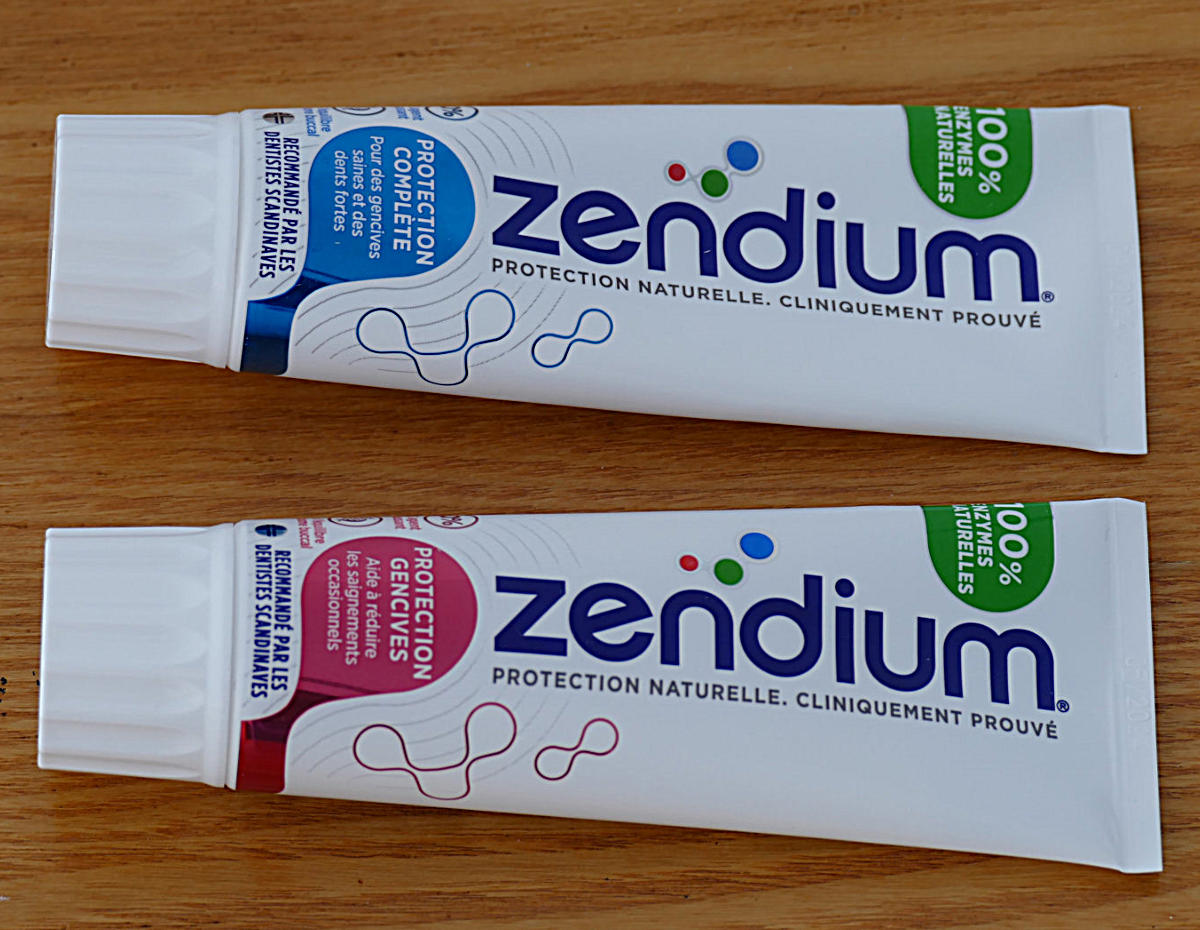 RECOMMANDÉ PAR LES
DENTISTES SCANDINAVES
PROTECTION
COMPLÈTE
Pour des gencives
saines et des
dents fortes
zendium®
PROTECTION NATURELLE. CLINIQUEMENT PROUVÉ
100%
ENZYMES
NATURELLES
RECOMMANDÉ PAR LES
DENTISTES SCANDINAVES
PROTECTION
GENCIVES
Aide à réduire
les saignements
occasionnels
zendium®
PROTECTION NATURELLE. CLINIQUEMENT PROUVÉ
100%
ENZYMES
NATURELLES